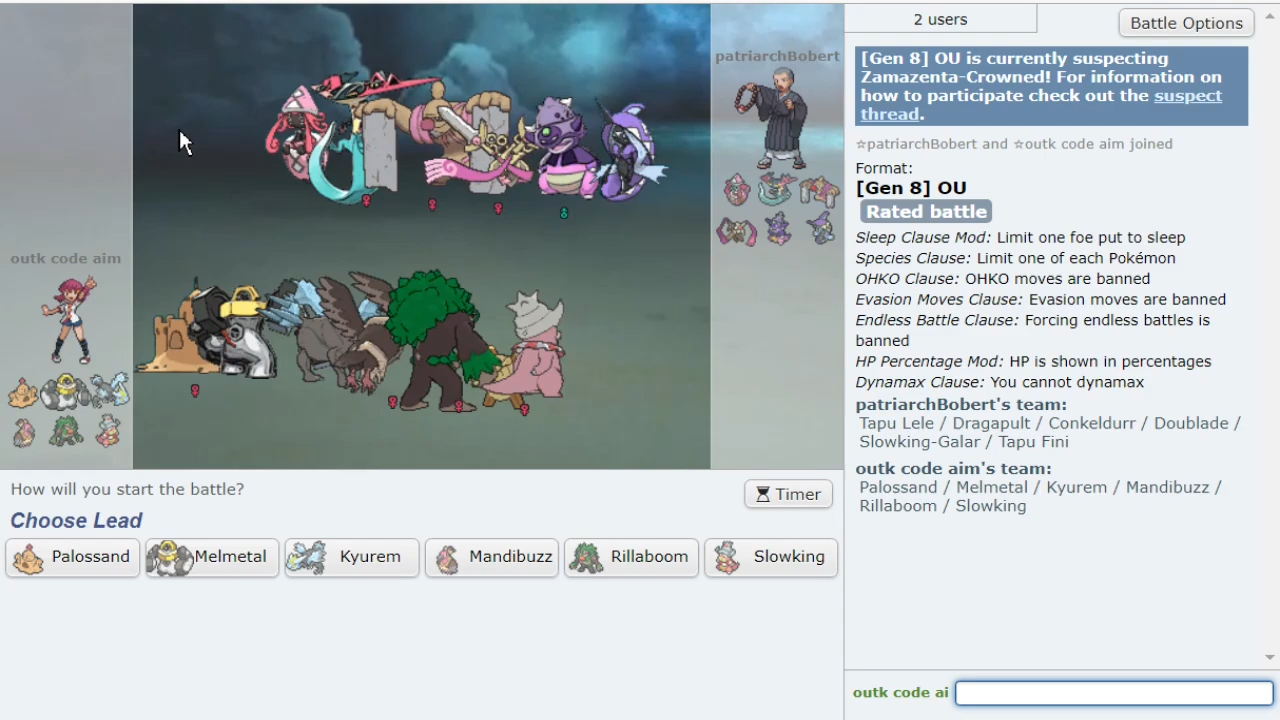 2 users
Battle Options
patriarchBobert
outk code aim
[Gen 8] OU is currently suspecting
Zamazenta-Crowned! For information on
how to participate check out the suspect
thread.
☆patriarchBobert and ☆outk code aim joined
Format:
[Gen 8] OU
Rated battle
Sleep Clause Mod: Limit one foe put to sleep
Species Clause: Limit one of each Pokémon
OHKO Clause: OHKO moves are banned
Evasion Moves Clause: Evasion moves are banned
Endless Battle Clause: Forcing endless battles is
banned
HP Percentage Mod: HP is shown in percentages
Dynamax Clause: You cannot dynamax
patriarchBobert's team:
Tapu Lele / Dragapult / Conkeldurr / Doublade /
Slowking-Galar / Tapu Fini
outk code aim's team:
Palossand / Melmetal / Kyurem / Mandibuzz /
Rillaboom / Slowking
How will you start the battle?
Timer
Choose Lead
Palossand
Melmetal
Kyurem
Mandibuzz
Rillaboom
Slowking
outk code ai